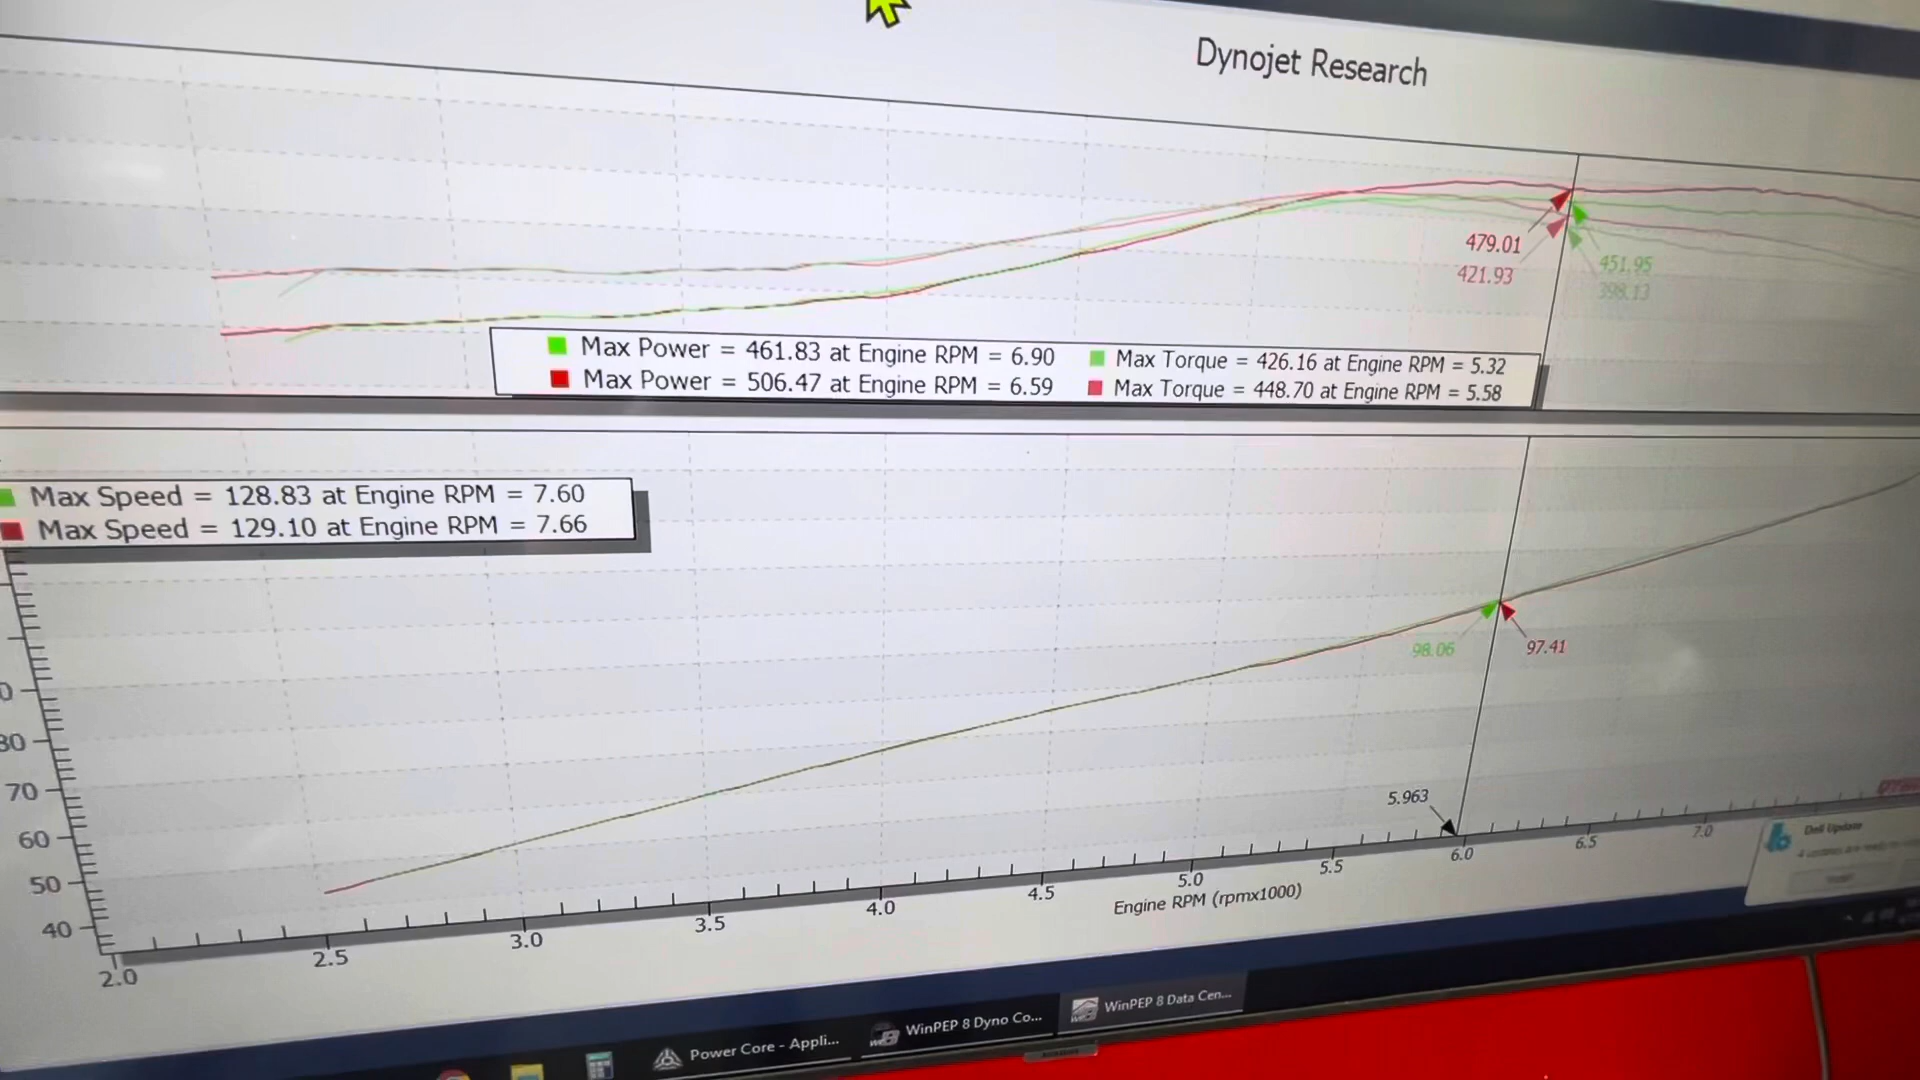 Dynojet Research
479.01
421.93
451.95
398.13
Max Power = 461.83 at Engine RPM = 6.90
Max Torque = 426.16 at Engine RPM = 5.32
Max Power = 506.47 at Engine RPM = 6.59
Max Torque = 448.70 at Engine RPM = 5.58
Max Speed = 128.83 at Engine RPM = 7.60
Max Speed = 129.10 at Engine RPM = 7.66
98.06
97.41
80
70
60
50
40
5.963
2.0
2.5
3.0
3.5
4.0
4.5
5.0
5.5
6.0
6.5
7.0
Engine RPM (rpmx1000)
Dell Update
Power Core - Appli...
WinPEP 8 Dyno Co...
WinPEP 8 Data Cen...